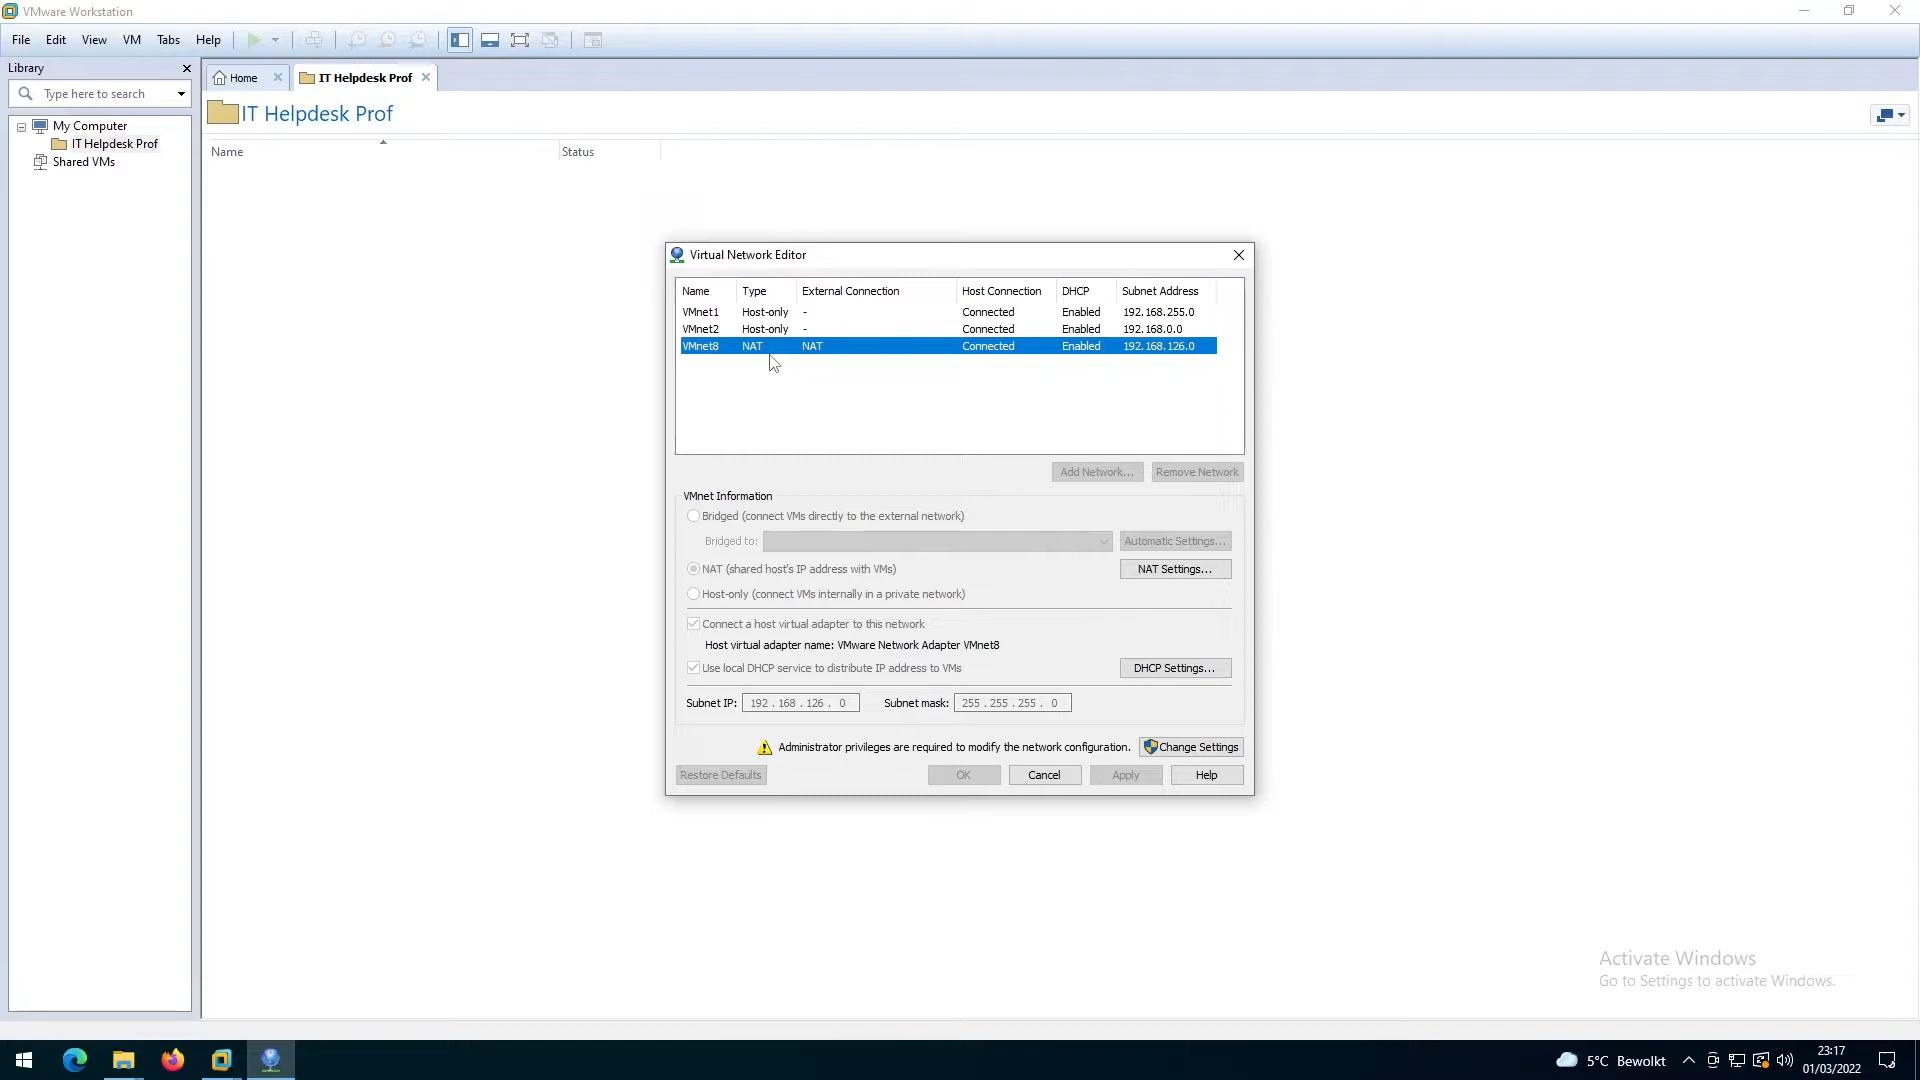 VMware Workstation
File Edit View VM Tabs Help
Library
Home
IT Helpdesk Prof
Type here to search
IT Helpdesk Prof
My Computer
IT Helpdesk Prof
Shared VMs
Name Status
Virtual Network Editor
Name Type External Connection Host Connection DHCP Subnet Address
VMnet1 Host-only - Connected Enabled 192.168.255.0
VMnet2 Host-only - Connected Enabled 192.168.0.0
VMnet8 NAT NAT Connected Enabled 192.168.126.0
Add Network... Remove Network
VMnet Information
Bridged (connect VMs directly to the external network)
Bridged to: Automatic Settings...
NAT (shared host's IP address with VMs) NAT Settings...
Host-only (connect VMs internally in a private network)
Connect a host virtual adapter to this network
Host virtual adapter name: VMware Network Adapter VMnet8
Use local DHCP service to distribute IP address to VMs DHCP Settings...
Subnet IP: 192 . 168 . 126 . 0 Subnet mask: 255 . 255 . 255 . 0
Administrator privileges are required to modify the network configuration. Change Settings
Restore Defaults OK Cancel Apply Help
Activate Windows
Go to Settings to activate Windows.
5°C Bewolkt
23:17
01/03/2022